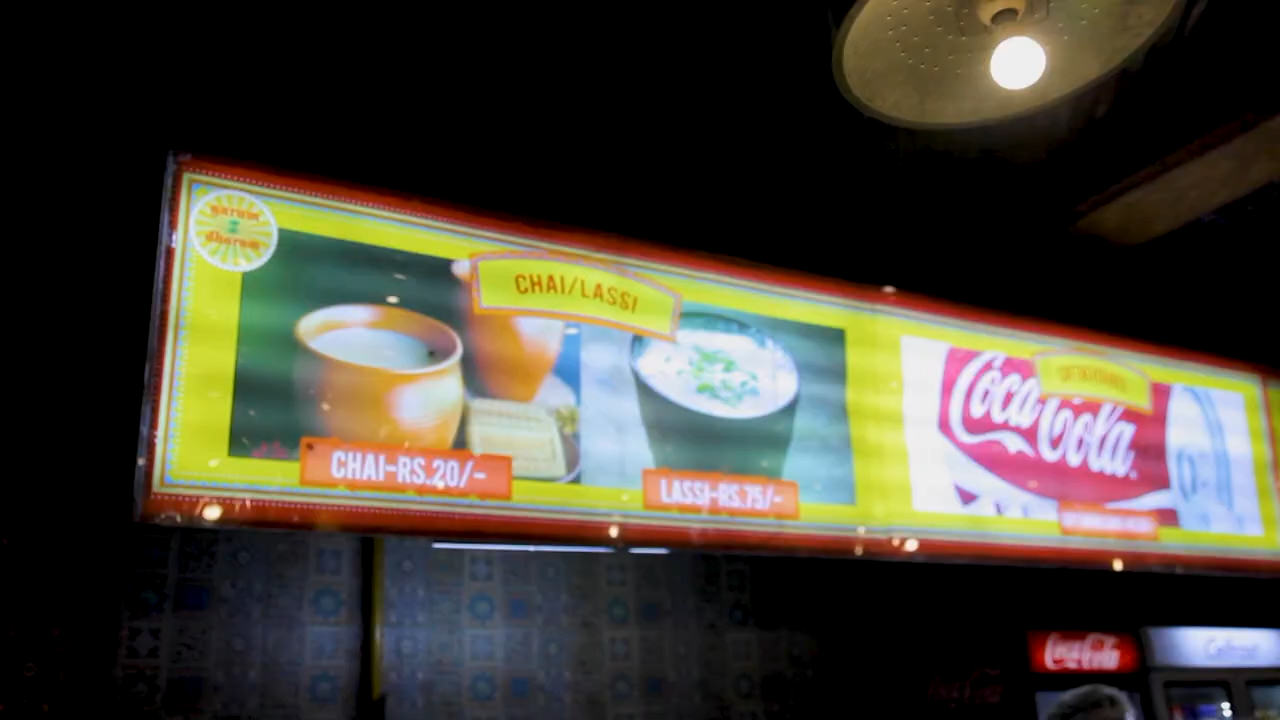 garam
dharam
CHAI/LASSI
CHAI-RS.20/-
LASSI-RS.75/-
Coca Cola
Coca-Cola